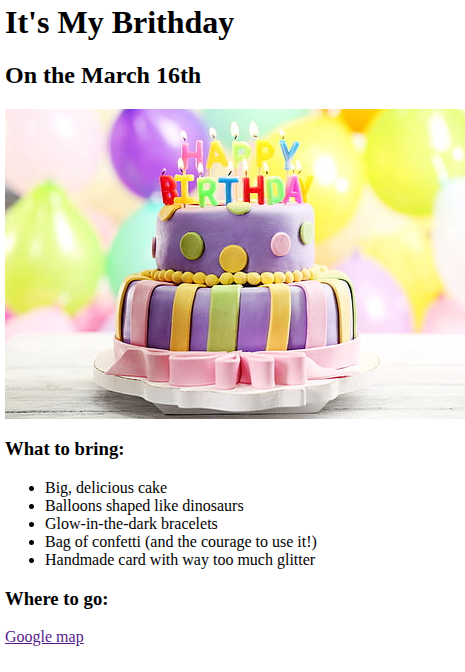 It's My Brithday
On the March 16th
HAPPY
BIRTHDAY
What to bring:
Big, delicious cake
Balloons shaped like dinosaurs
Glow-in-the-dark bracelets
Bag of confetti (and the courage to use it!)
Handmade card with way too much glitter
Where to go:
Google map